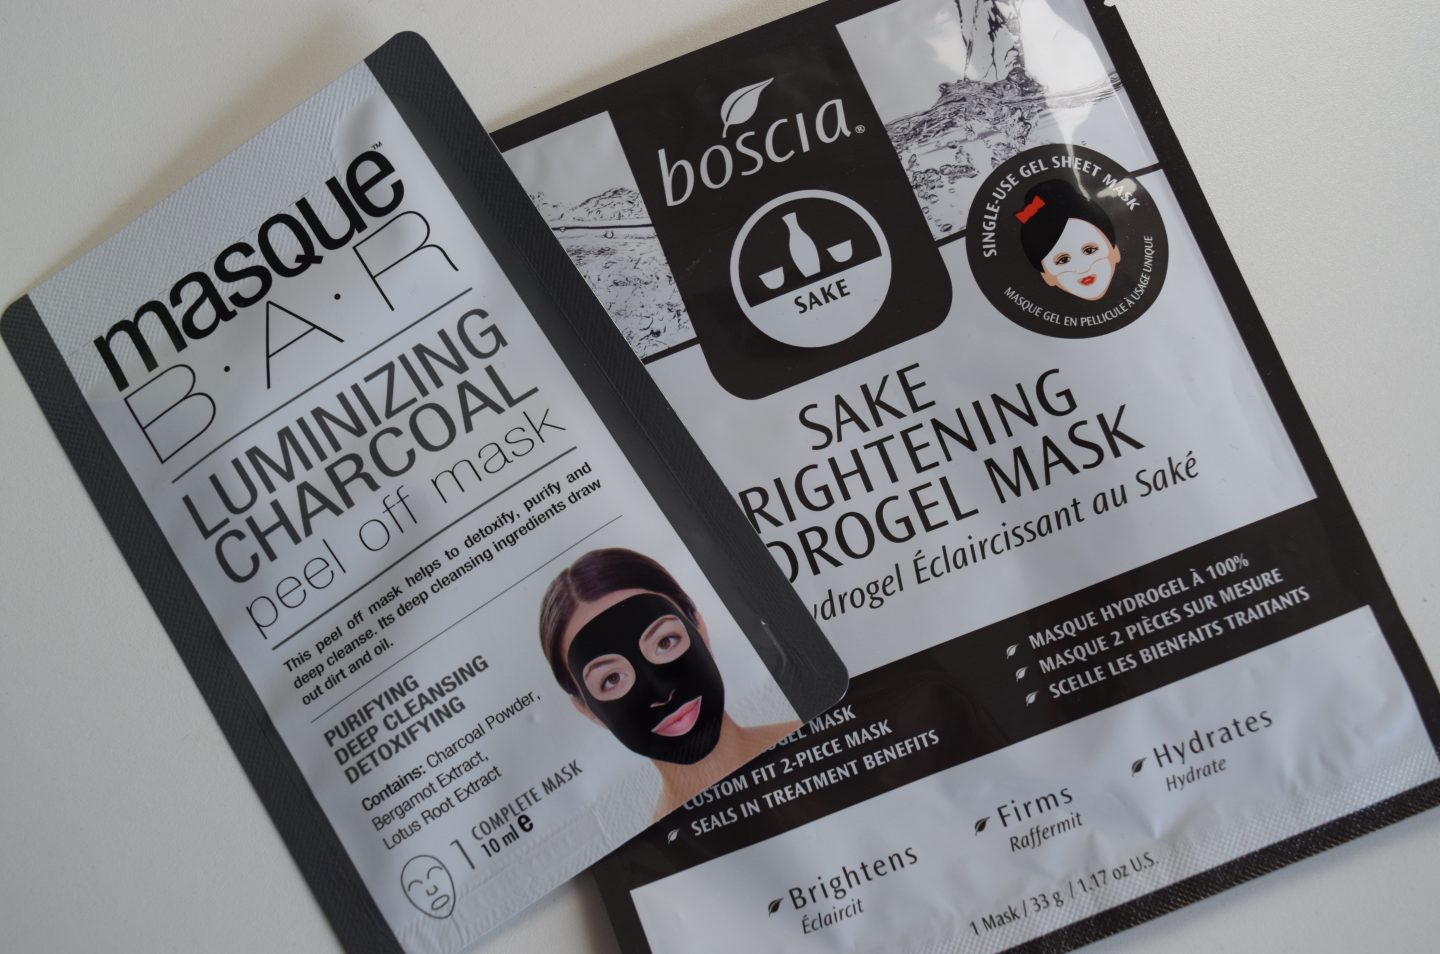 masque™
B·A·R
LUMINIZING
CHARCOAL
peel off mask
This peel off mask helps to detoxify, purify and
deep cleanse. Its deep cleansing ingredients draw
out dirt and oil.
PURIFYING
DEEP CLEANSING
DETOXIFYING
Contains: Charcoal Powder,
Bergamot Extract,
Lotus Root Extract
1 COMPLETE MASK
10 ml e
boscia®
SAKE
SINGLE-USE GEL SHEET MASK
MASQUE GEL EN PELLICULE À USAGE UNIQUE
SAKE
RIGHTENING
DROGEL MASK
ydrogel Éclaircissant au Saké
MASQUE HYDROGEL À 100%
MASQUE 2 PIÈCES SUR MESURE
SCELLE LES BIENFAITS TRAITANTS
OGEL MASK
CUSTOM FIT 2-PIECE MASK
SEALS IN TREATMENT BENEFITS
Brightens
Éclaircit
Firms
Raffermit
Hydrates
Hydrate
1 Mask / 33 g / 1.17 oz U.S.